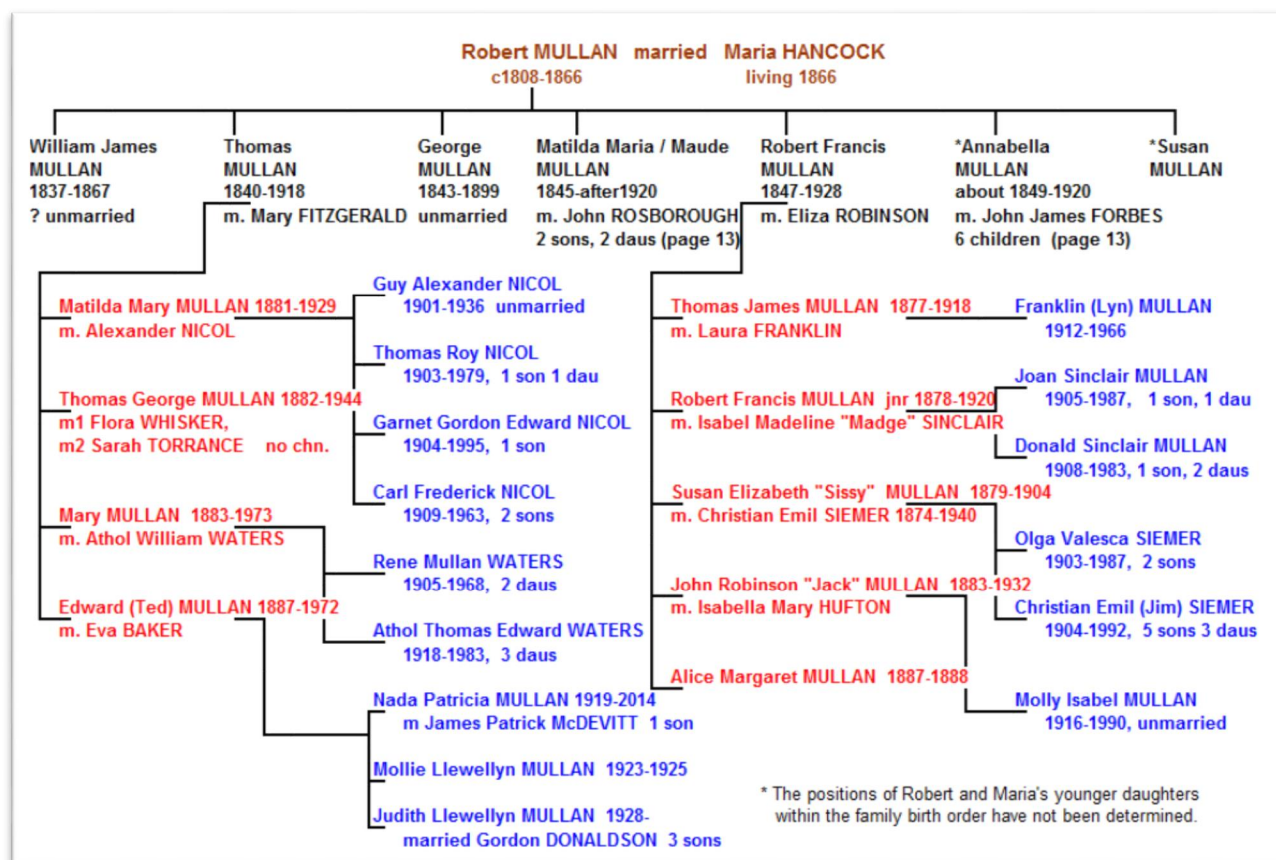 Robert MULLAN married Maria HANCOCK
c1808-1866 living 1866
William James
MULLAN
1837-1867
? unmarried
Thomas
MULLAN
1840-1918
m. Mary FITZGERALD
George
MULLAN
1843-1899
unmarried
Matilda Maria / Maude
MULLAN
1845-after1920
m. John ROSBOROUGH
2 sons, 2 daus (page 13)
Robert Francis
MULLAN
1847-1928
m. Eliza ROBINSON
*Annabella
MULLAN
about 1849-1920
m. John James FORBES
6 children (page 13)
*Susan
MULLAN
Matilda Mary MULLAN 1881-1929
m. Alexander NICOL
Thomas George MULLAN 1882-1944
m1 Flora WHISKER,
m2 Sarah TORRANCE no chn.
Mary MULLAN 1883-1973
m. Athol William WATERS
Edward (Ted) MULLAN 1887-1972
m. Eva BAKER
Guy Alexander NICOL
1901-1936 unmarried
Thomas Roy NICOL
1903-1979, 1 son 1 dau
Garnet Gordon Edward NICOL
1904-1995, 1 son
Carl Frederick NICOL
1909-1963, 2 sons
Rene Mullan WATERS
1905-1968, 2 daus
Athol Thomas Edward WATERS
1918-1983, 3 daus
Nada Patricia MULLAN 1919-2014
m James Patrick McDEVITT 1 son
Mollie Llewellyn MULLAN 1923-1925
Judith Llewellyn MULLAN 1928-
married Gordon DONALDSON 3 sons
Thomas James MULLAN 1877-1918
m. Laura FRANKLIN
Robert Francis MULLAN jnr 1878-1920
m. Isabel Madeline "Madge" SINCLAIR
Susan Elizabeth "Sissy" MULLAN 1879-1904
m. Christian Emil SIEMER 1874-1940
John Robinson "Jack" MULLAN 1883-1932
m. Isabella Mary HUFTON
Alice Margaret MULLAN 1887-1888
Franklin (Lyn) MULLAN
1912-1966
Joan Sinclair MULLAN
1905-1987, 1 son, 1 dau
Donald Sinclair MULLAN
1908-1983, 1 son, 2 daus
Olga Valesca SIEMER
1903-1987, 2 sons
Christian Emil (Jim) SIEMER
1904-1992, 5 sons 3 daus
Molly Isabel MULLAN
1916-1990, unmarried
* The positions of Robert and Maria's younger daughters
within the family birth order have not been determined.